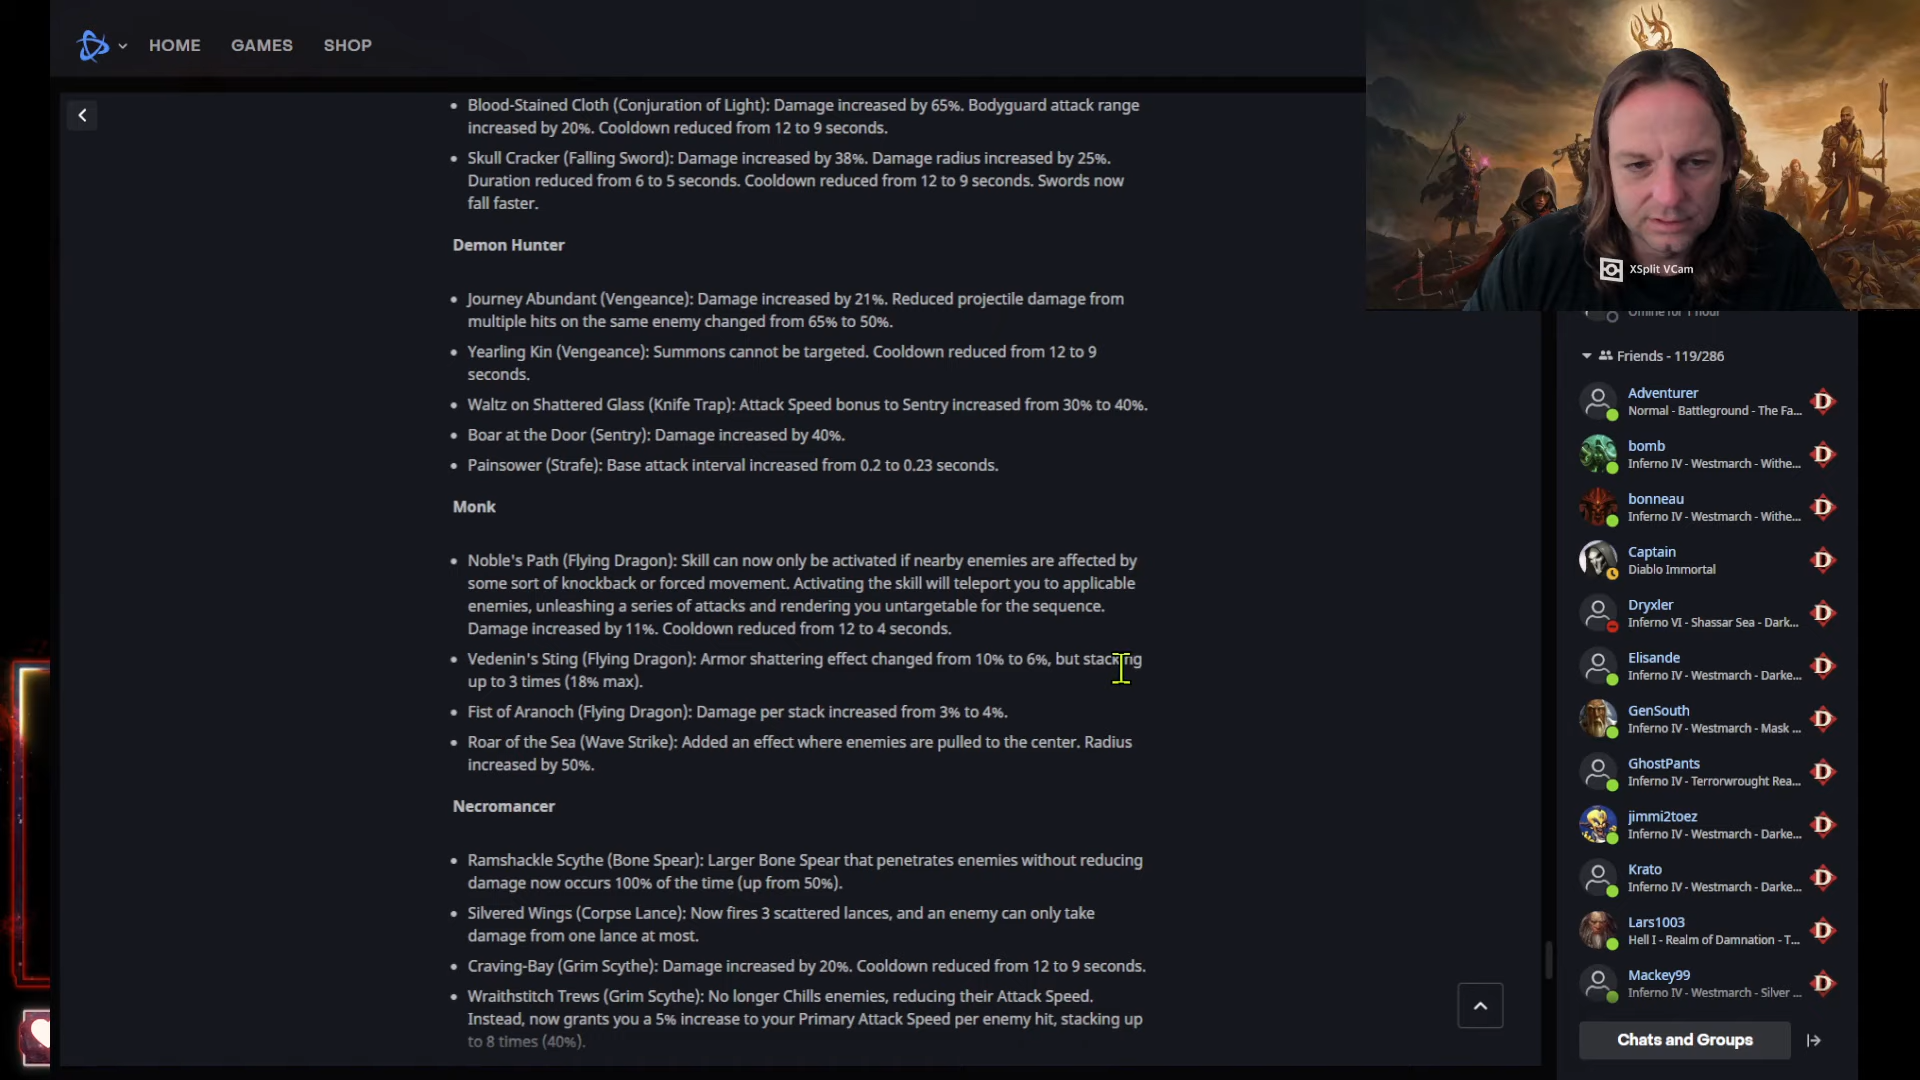 HOME GAMES SHOP
Blood-Stained Cloth (Conjuration of Light): Damage increased by 65%. Bodyguard attack range
increased by 20%. Cooldown reduced from 12 to 9 seconds.
Skull Cracker (Falling Sword): Damage increased by 38%. Damage radius increased by 25%.
Duration reduced from 6 to 5 seconds. Cooldown reduced from 12 to 9 seconds. Swords now
fall faster.
Demon Hunter
Journey Abundant (Vengeance): Damage increased by 21%. Reduced projectile damage from
multiple hits on the same enemy changed from 65% to 50%.
Yearling Kin (Vengeance): Summons cannot be targeted. Cooldown reduced from 12 to 9
seconds.
Waltz on Shattered Glass (Knife Trap): Attack Speed bonus to Sentry increased from 30% to 40%.
Boar at the Door (Sentry): Damage increased by 40%.
Painsower (Strafe): Base attack interval increased from 0.2 to 0.23 seconds.
Monk
Noble's Path (Flying Dragon): Skill can now only be activated if nearby enemies are affected by
some sort of knockback or forced movement. Activating the skill will teleport you to applicable
enemies, unleashing a series of attacks and rendering you untargetable for the sequence.
Damage increased by 11%. Cooldown reduced from 12 to 4 seconds.
Vedenin's Sting (Flying Dragon): Armor shattering effect changed from 10% to 6%, but stacking
up to 3 times (18% max).
Fist of Aranoch (Flying Dragon): Damage per stack increased from 3% to 4%.
Roar of the Sea (Wave Strike): Added an effect where enemies are pulled to the center. Radius
increased by 50%.
Necromancer
Ramshackle Scythe (Bone Spear): Larger Bone Spear that penetrates enemies without reducing
damage now occurs 100% of the time (up from 50%).
Silvered Wings (Corpse Lance): Now fires 3 scattered lances, and an enemy can only take
damage from one lance at most.
Craving-Bay (Grim Scythe): Damage increased by 20%. Cooldown reduced from 12 to 9 seconds.
Wraithstitch Trews (Grim Scythe): No longer Chills enemies, reducing their Attack Speed.
Instead, now grants you a 5% increase to your Primary Attack Speed per enemy hit, stacking up
to 8 times (40%).
XSplit VCam
Offline for 1 hour
Friends - 119/286
Adventurer
Normal - Battleground - The Fa...
bomb
Inferno IV - Westmarch - Withe...
bonneau
Inferno IV - Westmarch - Withe...
Captain
Diablo Immortal
Dryxler
Inferno VI - Shassar Sea - Dark...
Elisande
Inferno IV - Westmarch - Darke...
GenSouth
Inferno IV - Westmarch - Mask ...
GhostPants
Inferno IV - Terrorwrought Rea...
jimmi2toez
Inferno IV - Westmarch - Darke...
Krato
Inferno IV - Westmarch - Darke...
Lars1003
Hell I - Realm of Damnation - T...
Mackey99
Inferno IV - Westmarch - Silver ...
Chats and Groups